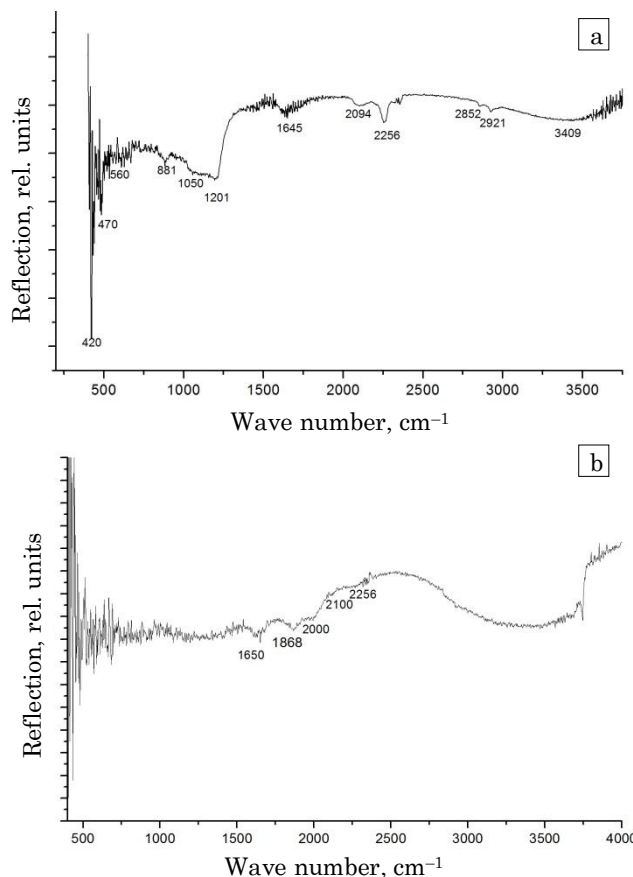 a
Reflection, rel. units
420
470
560
881
1050
1201
1645
2094
2256
2852
2921
3409
500 1000 1500 2000 2500 3000 3500
Wave number, cm⁻¹
b
Reflection, rel. units
1650
1868
2000
2100
2256
500 1000 1500 2000 2500 3000 3500 4000
Wave number, cm⁻¹